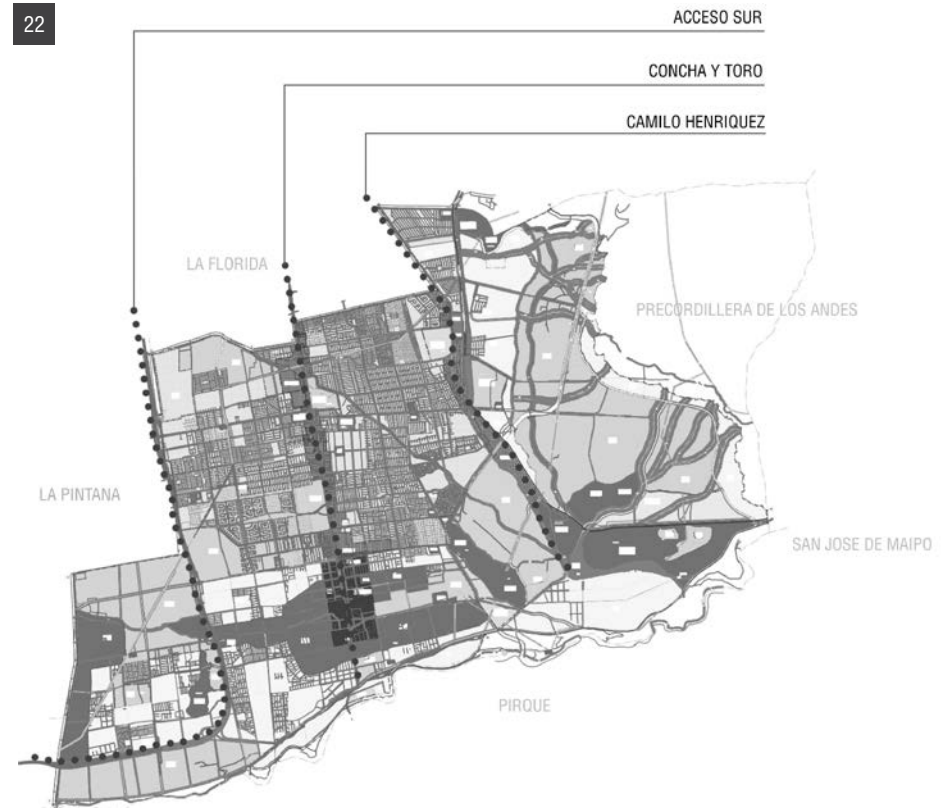 22
ACCESO SUR
CONCHA Y TORO
CAMILO HENRIQUEZ
LA FLORIDA
PRECORDILLERA DE LOS ANDES
LA PINTANA
SAN JOSE DE MAIPO
PIRQUE